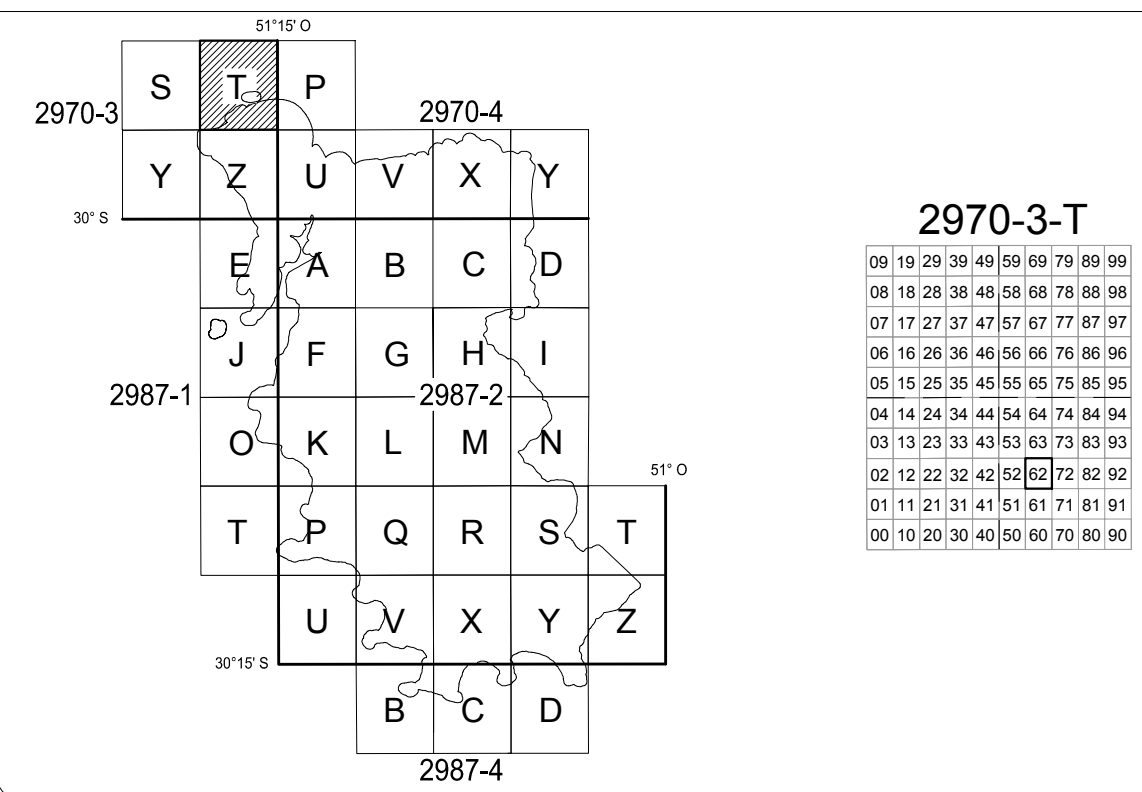 51°15' O
S T P
2970-3 2970-4
Y Z U V X Y
30° S
E A B C D
J F G H I
2987-1 2987-2
O K L M N
51° O
T P Q R S T
U V X Y Z
30°15' S
B C D
2987-4
2970-3-T
09 19 29 39 49 59 69 79 89 99
08 18 28 38 48 58 68 78 88 98
07 17 27 37 47 57 67 77 87 97
06 16 26 36 46 56 66 76 86 96
05 15 25 35 45 55 65 75 85 95
04 14 24 34 44 54 64 74 84 94
03 13 23 33 43 53 63 73 83 93
02 12 22 32 42 52 62 72 82 92
01 11 21 31 41 51 61 71 81 91
00 10 20 30 40 50 60 70 80 90